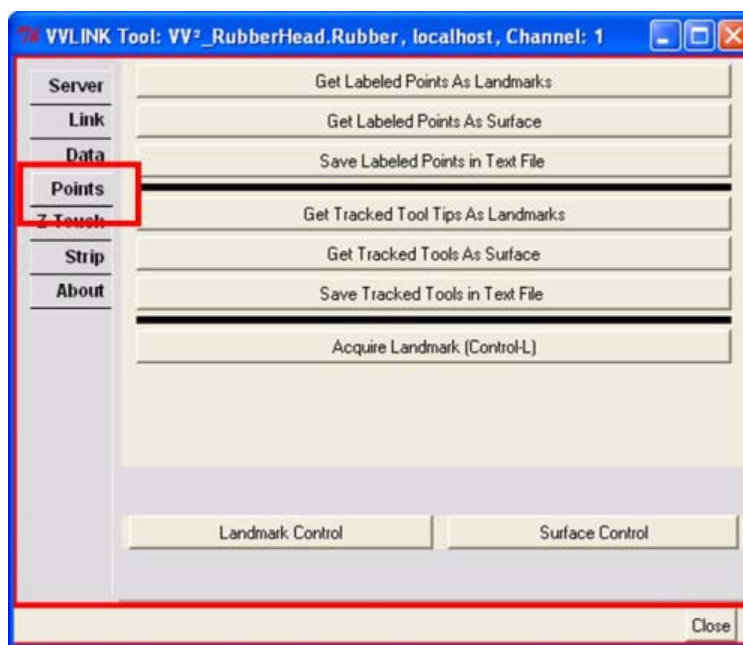 VVLINK Tool: VV²_RubberHead.Rubber, localhost, Channel: 1
Server
Link
Data
Points
Z-Touch
Strip
About
Get Labeled Points As Landmarks
Get Labeled Points As Surface
Save Labeled Points in Text File
Get Tracked Tool Tips As Landmarks
Get Tracked Tools As Surface
Save Tracked Tools in Text File
Acquire Landmark (Control-L)
Landmark Control
Surface Control
Close